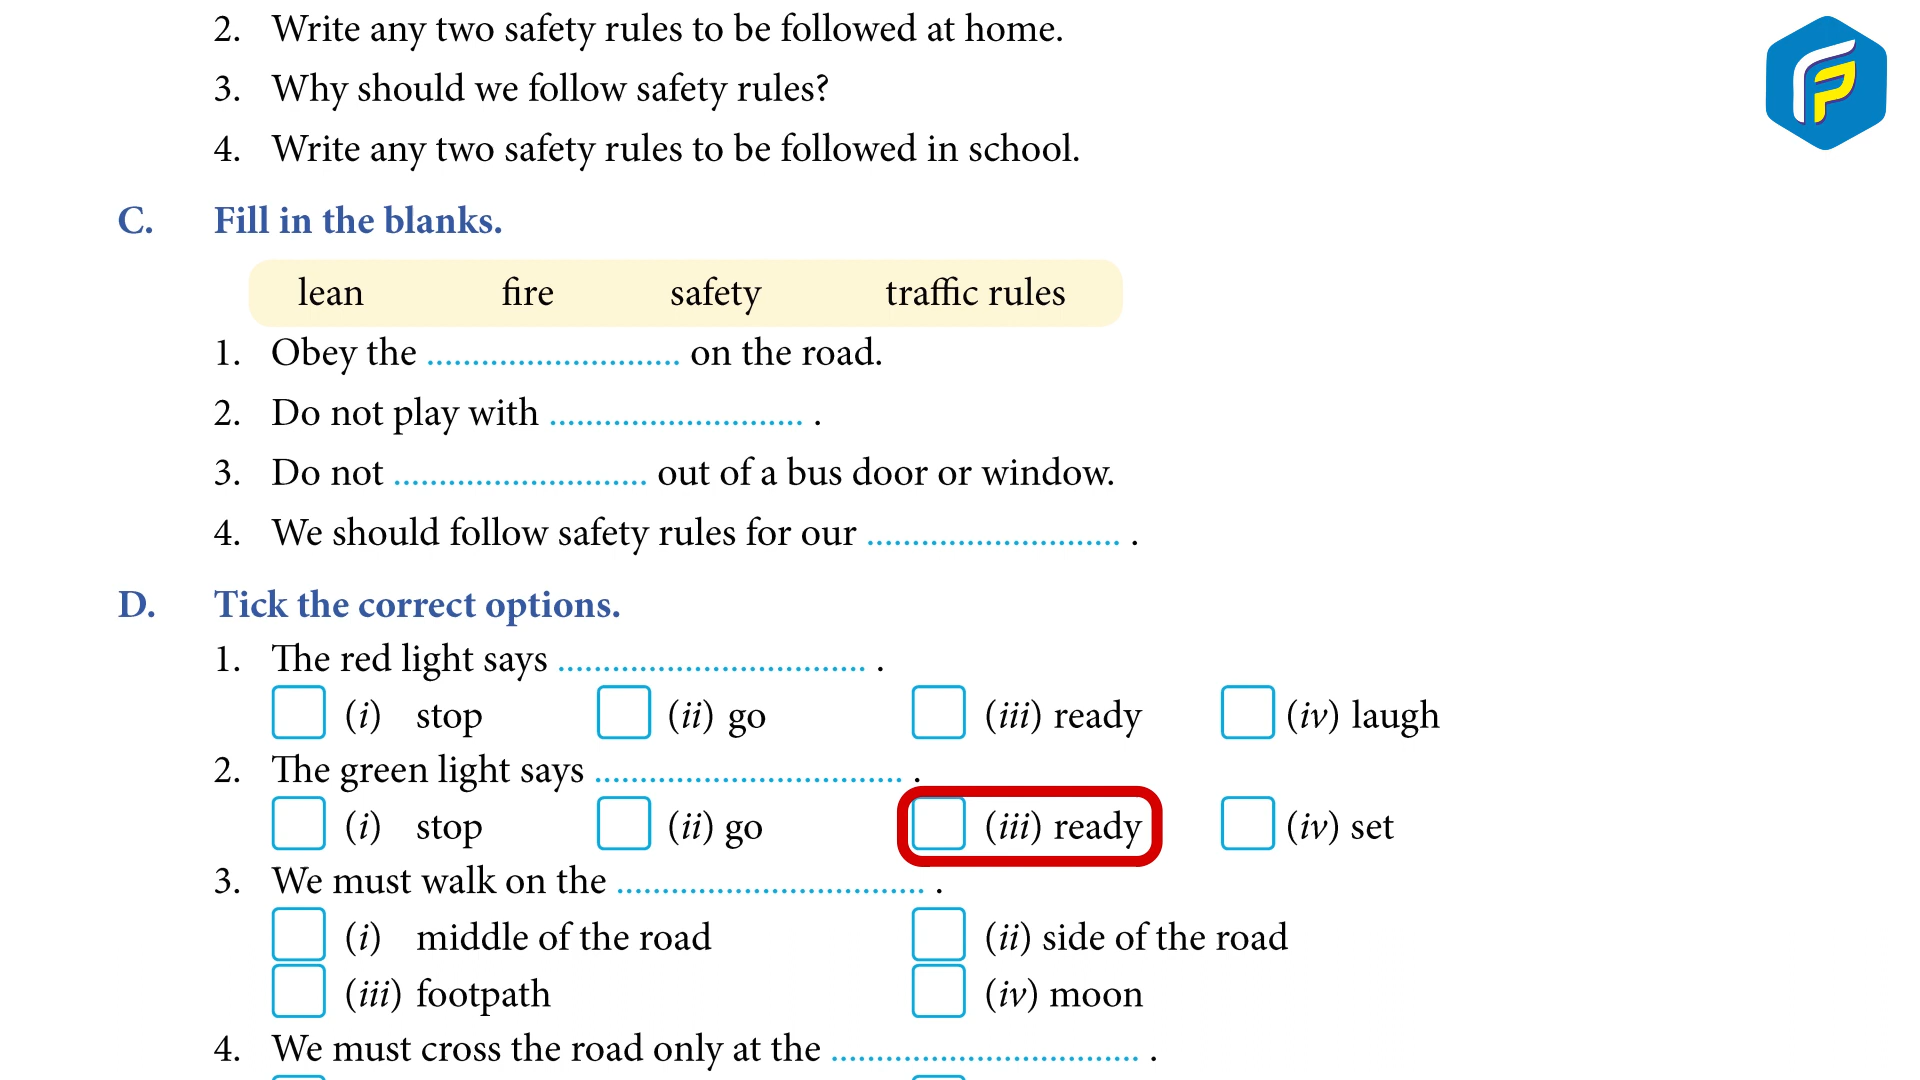 2. Write any two safety rules to be followed at home.
3. Why should we follow safety rules?
4. Write any two safety rules to be followed in school.
C. Fill in the blanks.
lean fire safety traffic rules
1. Obey the ............................ on the road.
2. Do not play with ............................ .
3. Do not ............................ out of a bus door or window.
4. We should follow safety rules for our ............................ .
D. Tick the correct options.
1. The red light says .................................. .
(i) stop (ii) go (iii) ready (iv) laugh
2. The green light says .................................. .
(i) stop (ii) go (iii) ready (iv) set
3. We must walk on the .................................. .
(i) middle of the road (ii) side of the road
(iii) footpath (iv) moon
4. We must cross the road only at the .................................. .